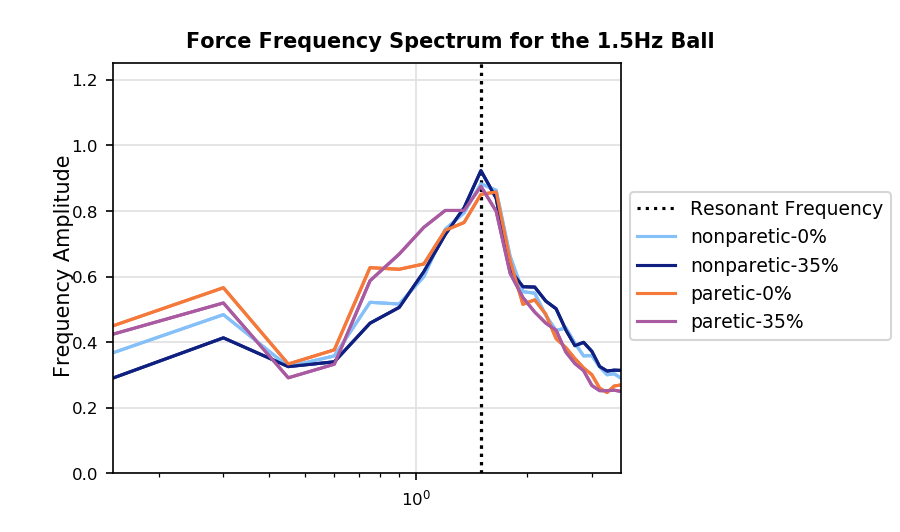 Force Frequency Spectrum for the 1.5Hz Ball
Frequency Amplitude
1.2
1.0
0.8
0.6
0.4
0.2
0.0
10⁰
Resonant Frequency
nonparetic-0%
nonparetic-35%
paretic-0%
paretic-35%